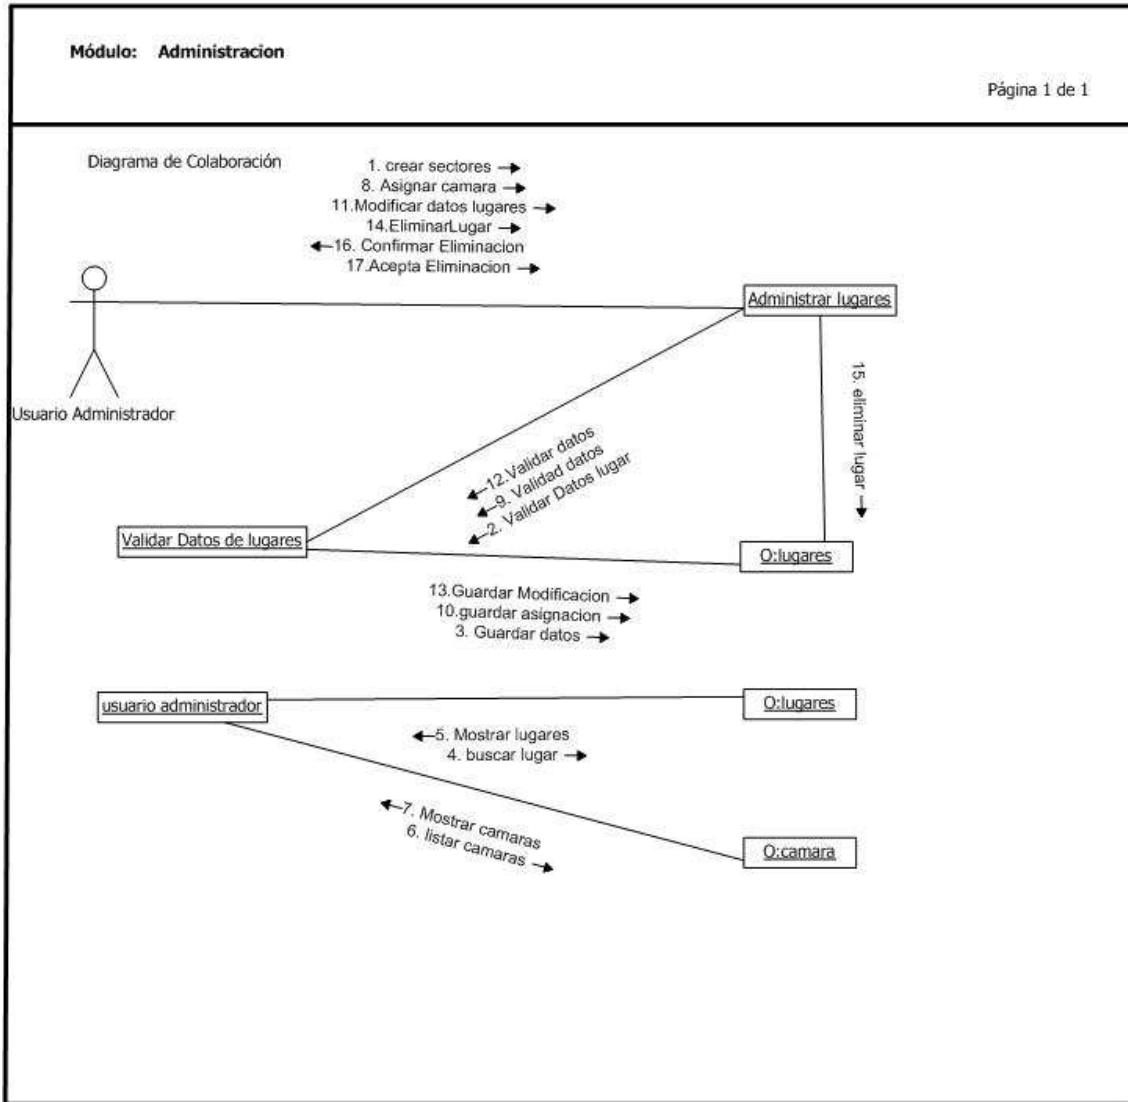 Módulo: Administracion
Página 1 de 1
Diagrama de Colaboración
1. crear sectores
8. Asignar camara
11.Modificar datos lugares
14.EliminarLugar
16. Confirmar Eliminacion
17.Acepta Eliminacion
Administrar lugares
Usuario Administrador
15. eliminar lugar
12.Validar datos
9. Validad datos
2. Validar Datos lugar
Validar Datos de lugares
O:lugares
13.Guardar Modificacion
10.guardar asignacion
3. Guardar datos
usuario administrador
O:lugares
5. Mostrar lugares
4. buscar lugar
7. Mostrar camaras
6. listar camaras
O:camara